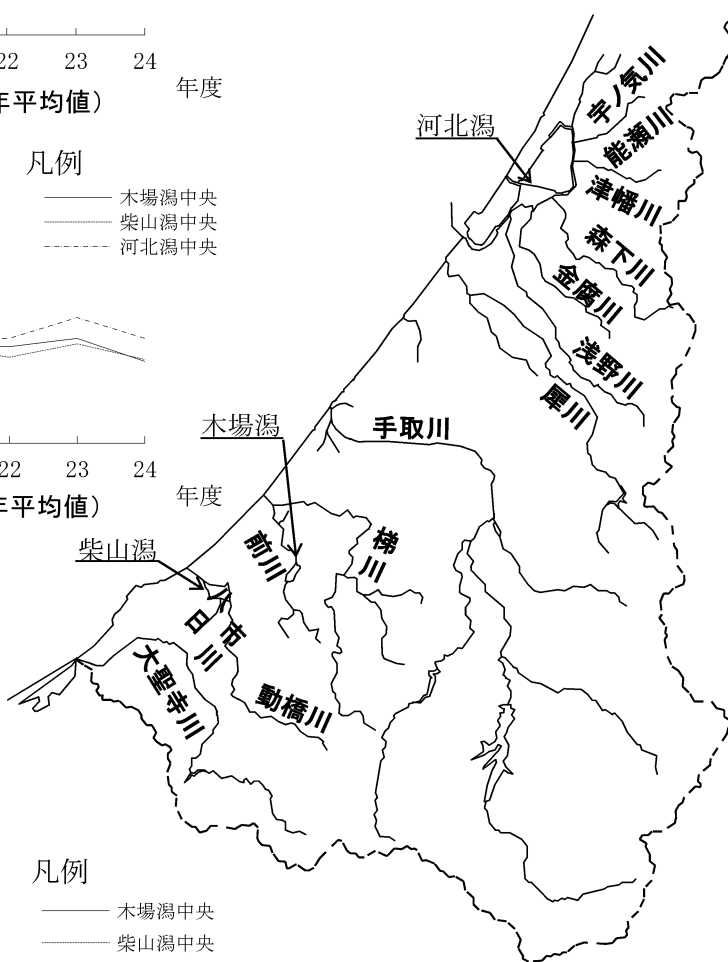 22 23 24
年度
年平均値)
凡例
木場潟中央
柴山潟中央
河北潟中央
22 23 24
年度
年平均値)
凡例
木場潟中央
柴山潟中央
河北潟
宇ノ気川
能瀬川
津幡川
森下川
金腐川
浅野川
犀川
手取川
木場潟
梯川
前川
柴山潟
八日市川
動橋川
大聖寺川